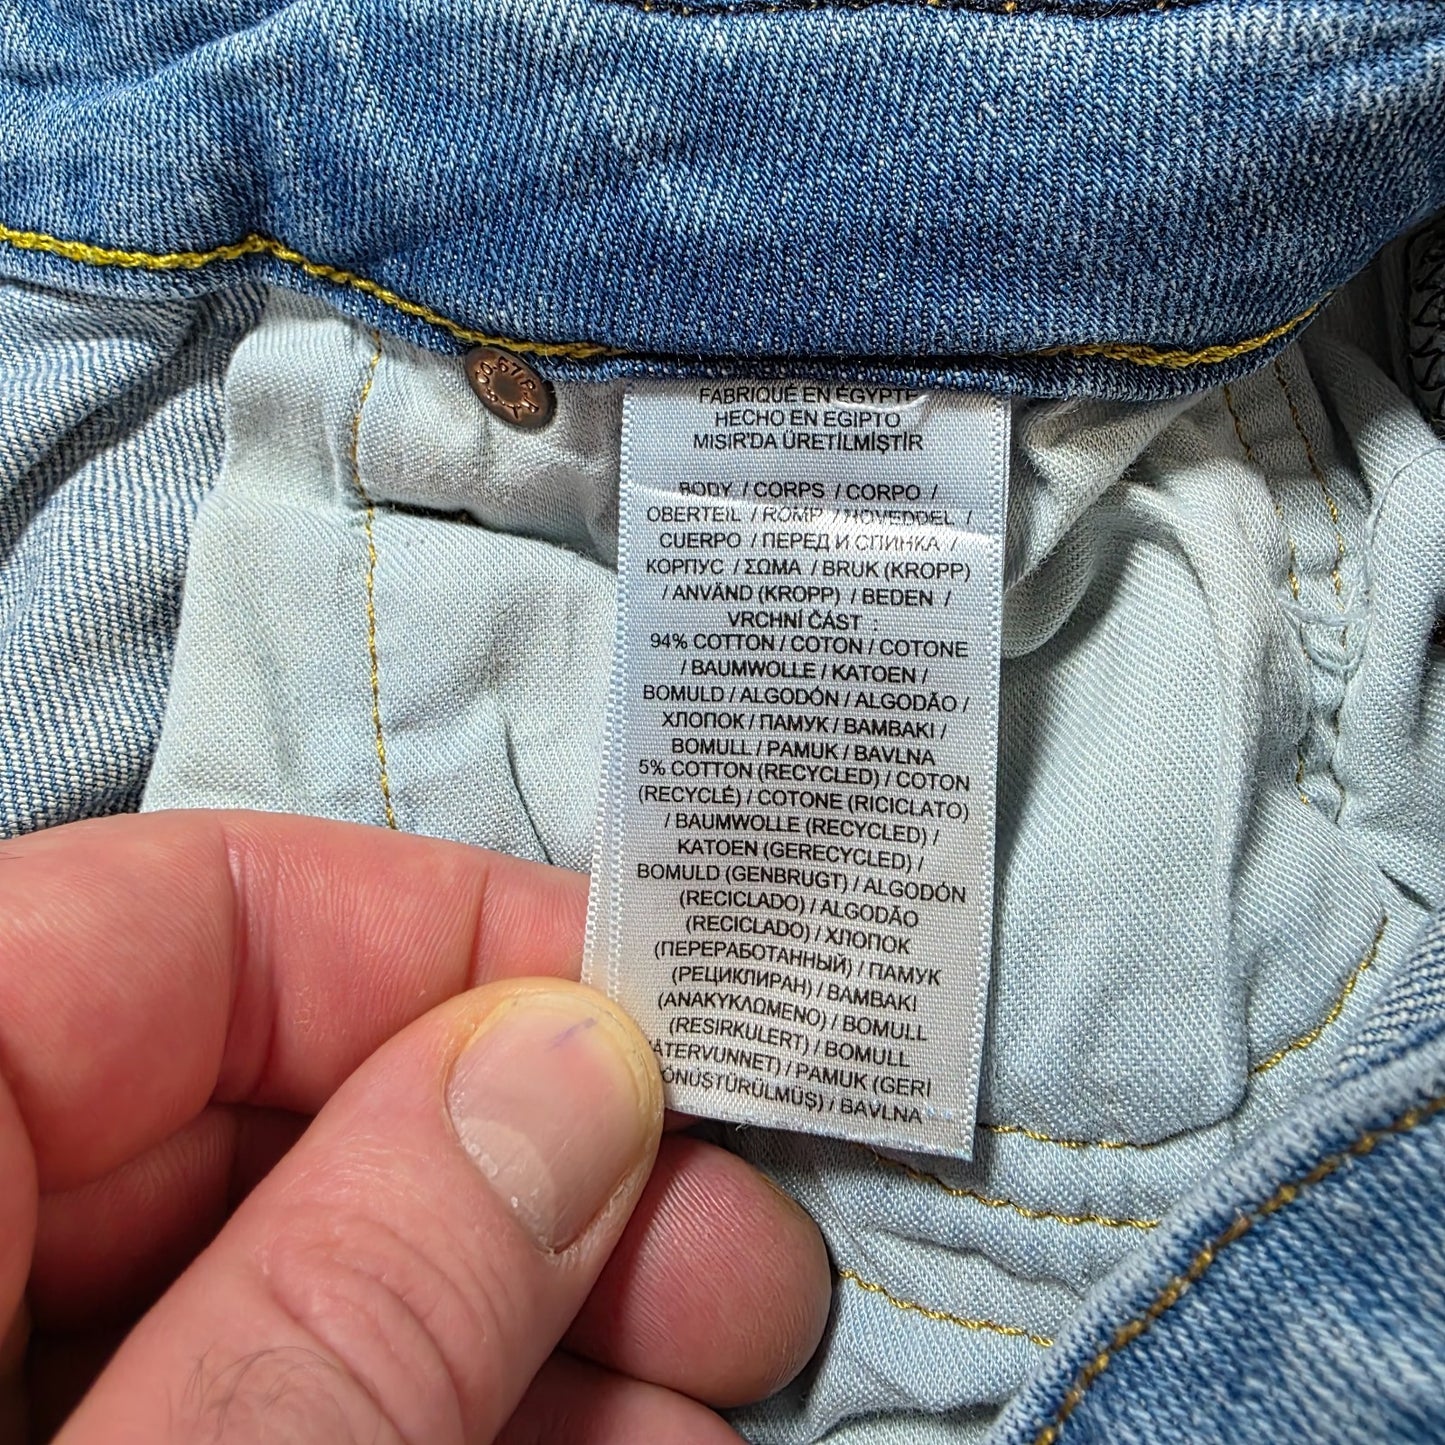 FABRIQUÉ EN EGYPTE
HECHO EN EGIPTO
MISIR'DA ÜRETİLMİŞTİR
BODY / CORPS / CORPO /
OBERTEIL / ROMP / HOVEDDEL /
CUERPO / ПЕРЕД И СПИНКА /
КОРПУС / ΣΩΜΑ / BRUK (KROPP)
/ ANVÄND (KROPP) / BEDEN /
VRCHNÍ ČÁST :
94% COTTON / COTON / COTONE
/ BAUMWOLLE / KATOEN /
BOMULD / ALGODÓN / ALGODÃO /
ХЛОПОК / ПАМУК / BAMBAKI /
BOMULL / PAMUK / BAVLNA
5% COTTON (RECYCLED) / COTON
(RECYCLÉ) / COTONE (RICICLATO)
/ BAUMWOLLE (RECYCLED) /
KATOEN (GERECYCLED) /
BOMULD (GENBRUGT) / ALGODÓN
(RECICLADO) / ALGODÃO
(RECICLADO) / ХЛОПОК
(ПЕРЕРАБОТАННЫЙ) / ПАМУК
(РЕЦИКЛИРАН) / BAMBAKI
(ΑΝΑΚΥΚΛΩΜΕΝΟ) / BOMULL
(RESIRKULERT) / BOMULL
ÅTERVUNNET) / PAMUK (GERİ
ÖNÜŞTÜRÜLMÜŞ) / BAVLNA